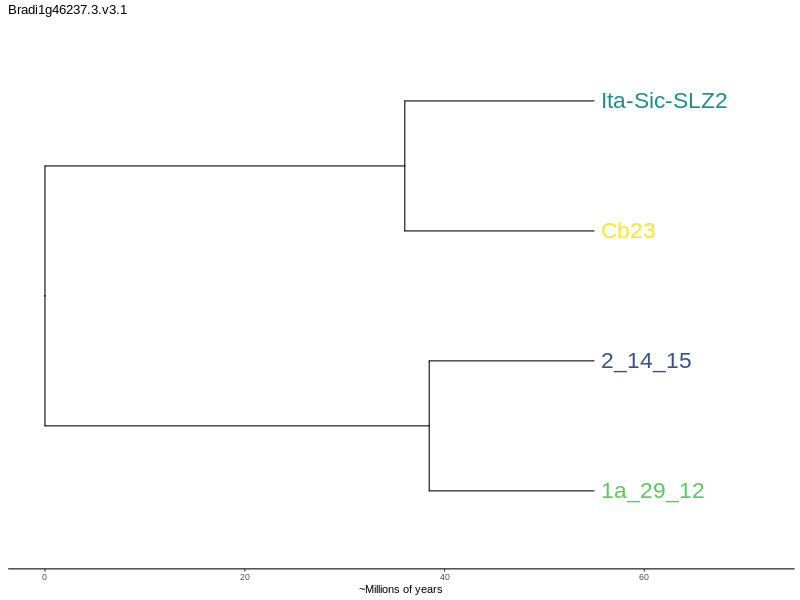 Bradi1g46237.3.v3.1
Ita-Sic-SLZ2
Cb23
2_14_15
1a_29_12
0 20 40 60
~Millions of years